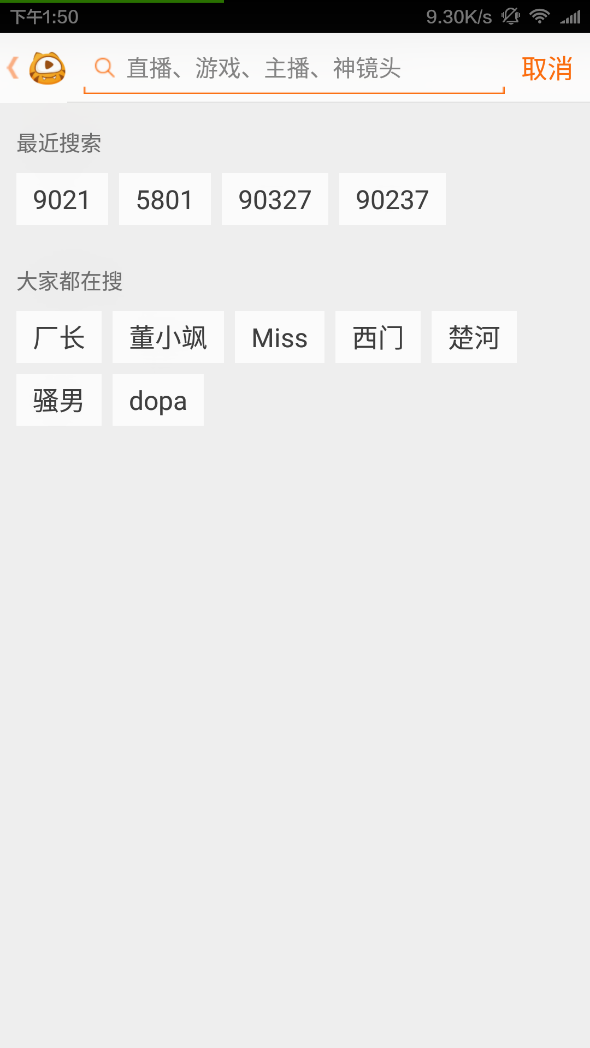 下午1:50 9.30K/s
直播、游戏、主播、神镜头 取消
最近搜索
9021 5801 90327 90237
大家都在搜
厂长 董小飒 Miss 西门 楚河
骚男 dopa